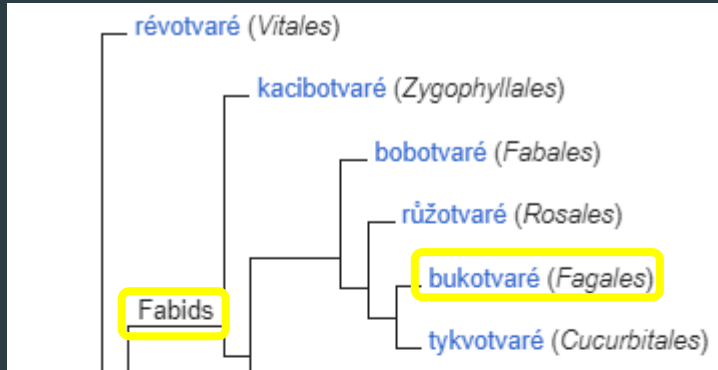 révotvaré (Vitales)
kacibotvaré (Zygophyllales)
bobotvaré (Fabales)
růžotvaré (Rosales)
bukotvaré (Fagales)
Fabids
tykvotvaré (Cucurbitales)